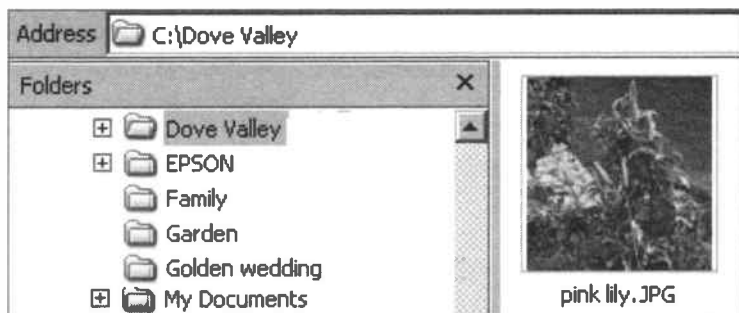 Address C:\Dove Valley
Folders
Dove Valley
EPSON
Family
Garden
Golden wedding
My Documents
pink lily.JPG